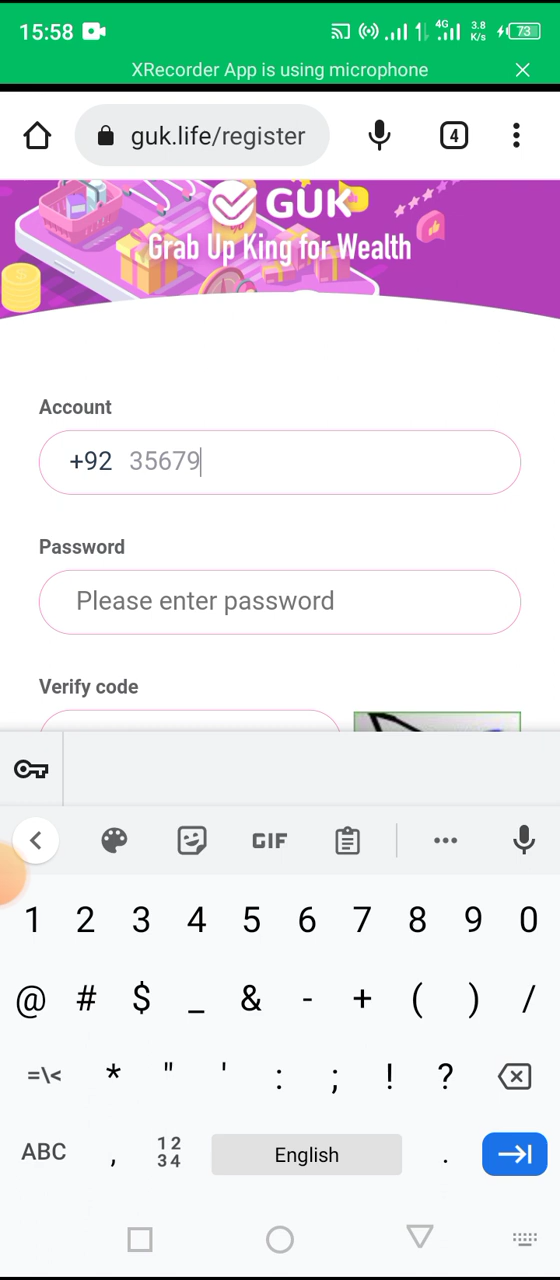 15:58 4G 3.8 K/s 73
XRecorder App is using microphone
guk.life/register 4
GUK
Grab Up King for Wealth
Account
+92 35679
Password
Please enter password
Verify code
GIF
1 2 3 4 5 6 7 8 9 0
@ # $ _ & - + ( ) /
=\< * " ' : ; ! ?
ABC , 12 34 English .